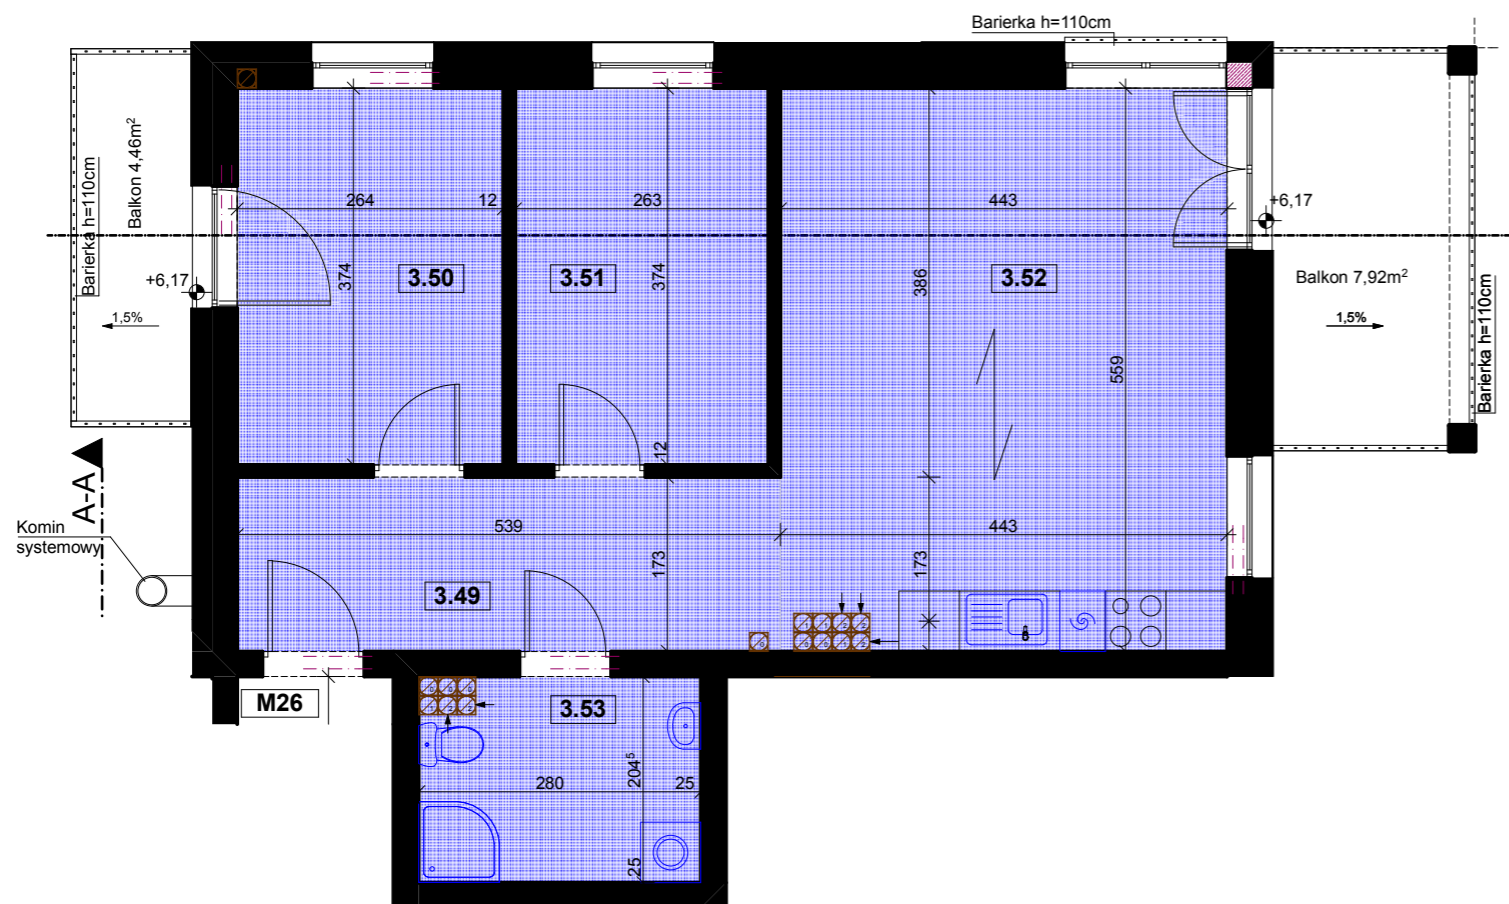 Barierka h=110cm
Balkon 4,46m²
Barierka h=110cm
+6,17
1,5%
264
12
374
3.50
263
374
3.51
12
443
386
3.52
559
+6,17
Balkon 7,92m²
1,5%
Barierka h=110cm
A-A
Komin
systemowy
539
173
3.49
443
173
M26
3.53
280
204⁵
25
25